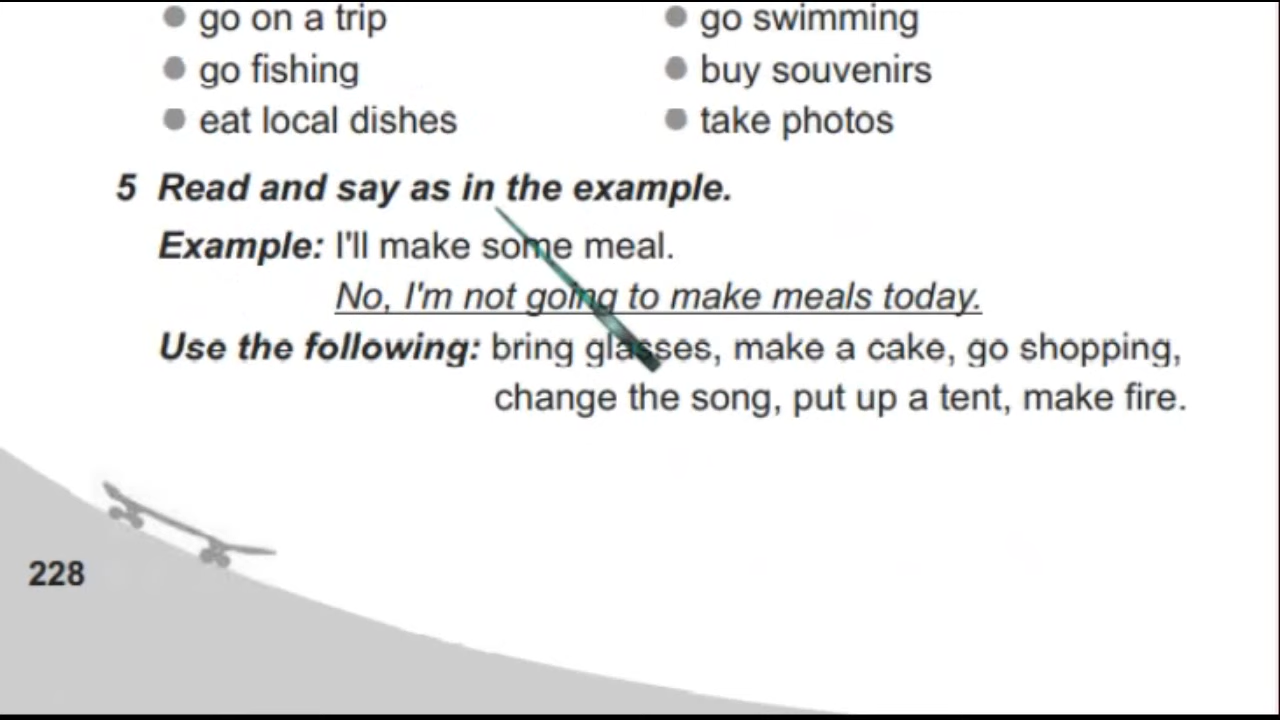 go on a trip
go swimming
go fishing
buy souvenirs
eat local dishes
take photos
5 Read and say as in the example.
Example: I'll make some meal.
No, I'm not going to make meals today.
Use the following: bring glasses, make a cake, go shopping,
change the song, put up a tent, make fire.
228